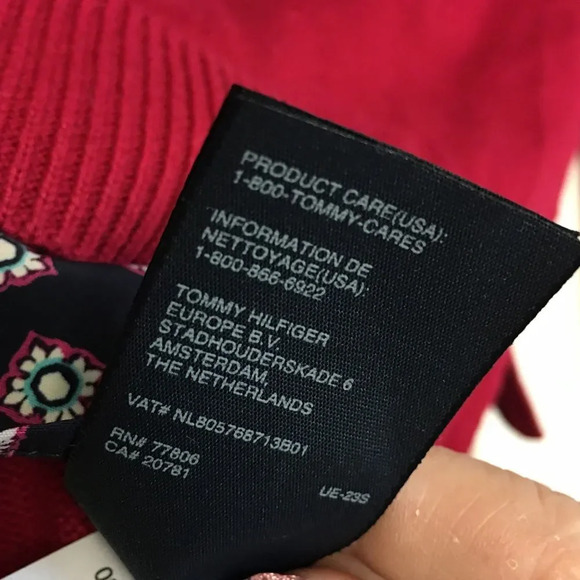 PRODUCT CARE(USA):
1-800-TOMMY-CARES
INFORMATION DE
NETTOYAGE(USA):
1-800-866-6922
TOMMY HILFIGER
EUROPE B.V.
STADHOUDERSKADE 6
AMSTERDAM,
THE NETHERLANDS
VAT# NL805768713B01
RN# 77806
CA# 20781
UE-23S